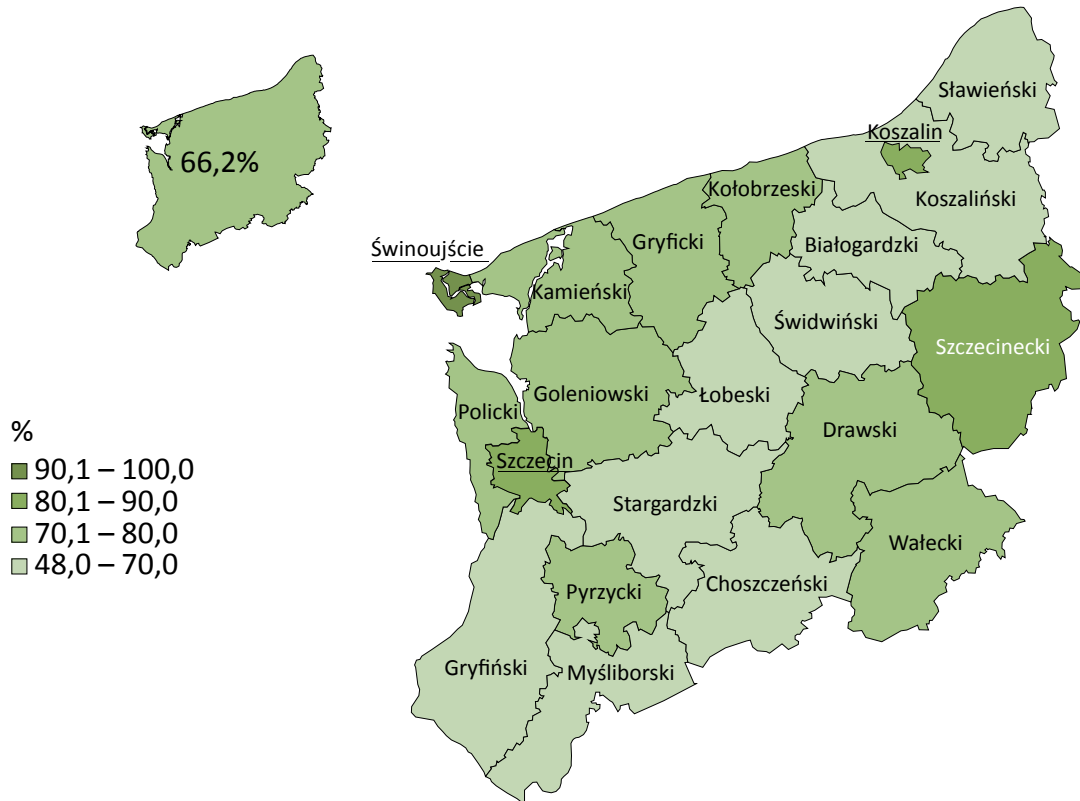 Sławieński
Koszalin
66,2%
Kołobrzeski
Koszaliński
Gryficki
Białogardzki
Świnoujście
Kamieński
Świdwiński
Szczecinecki
Goleniowski
Łobeski
Policki
Drawski
%
90,1 – 100,0
80,1 – 90,0
70,1 – 80,0
48,0 – 70,0
Szczecin
Stargardzki
Wałecki
Pyrzycki
Choszczeński
Gryfiński
Myśliborski